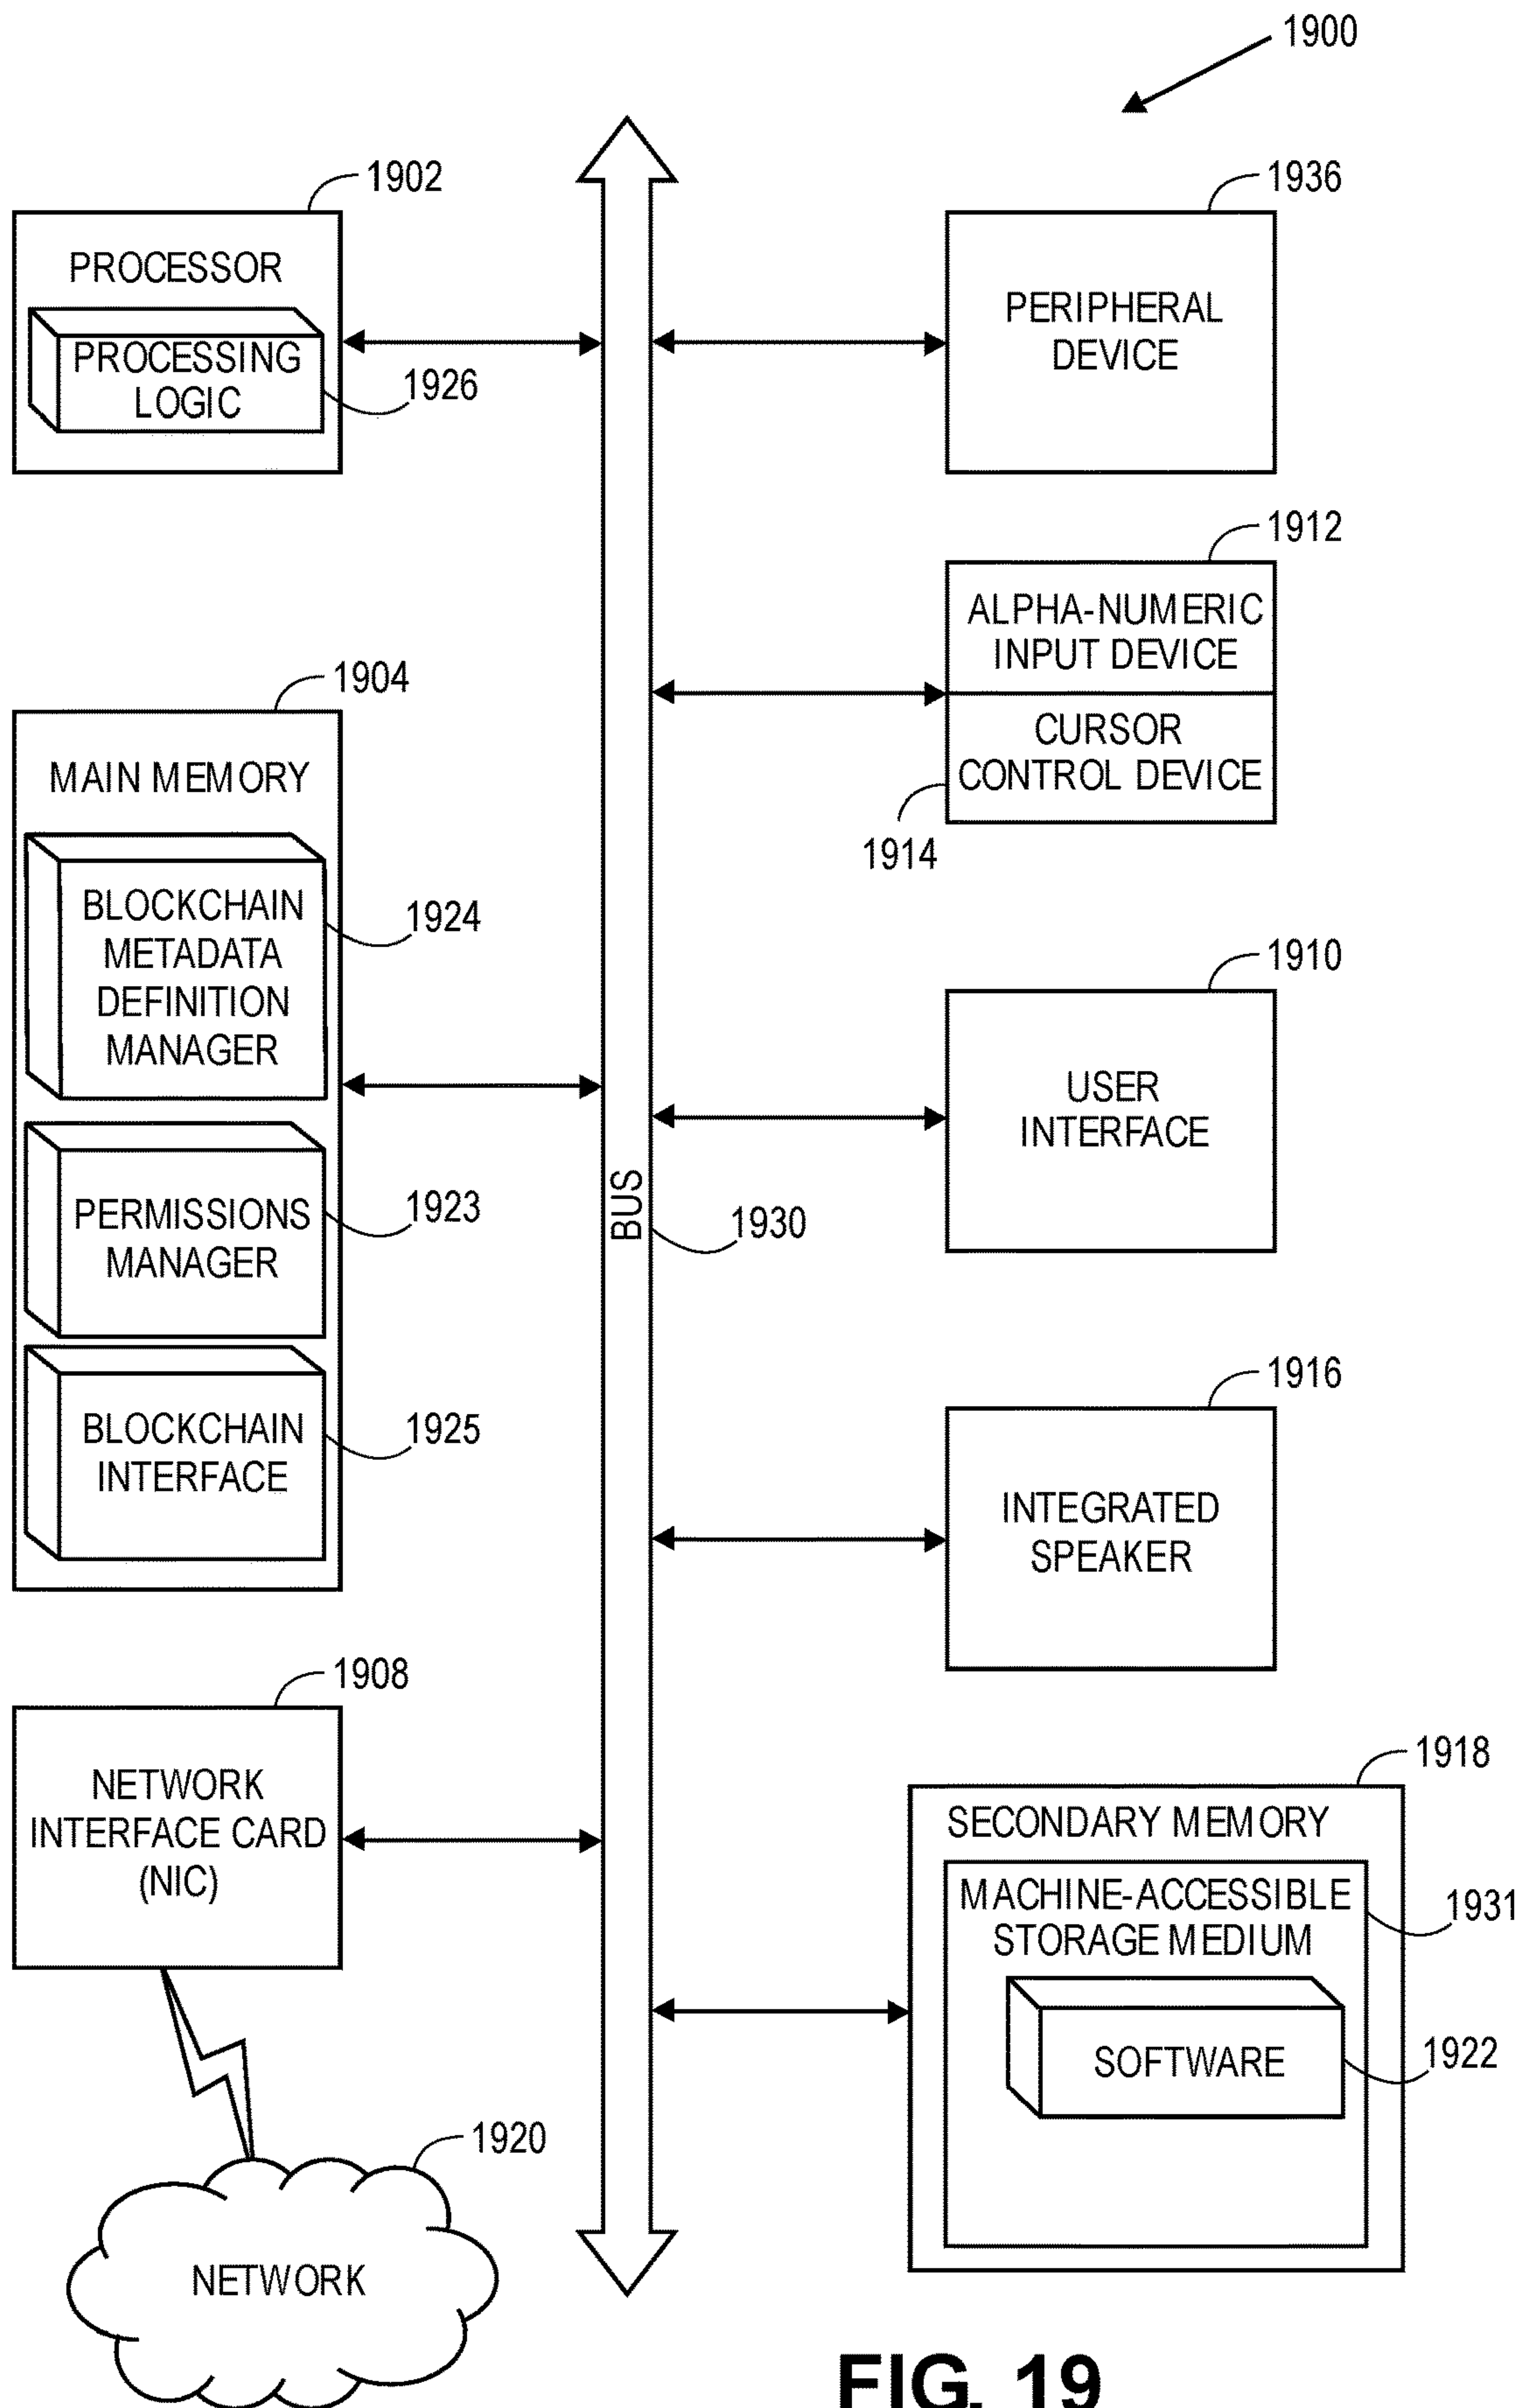 1900
1902
PROCESSOR
PROCESSING
LOGIC
1926
1936
PERIPHERAL
DEVICE
1912
ALPHA-NUMERIC
INPUT DEVICE
CURSOR
CONTROL DEVICE
1914
1904
MAIN MEMORY
BLOCKCHAIN
METADATA
DEFINITION
MANAGER
1924
PERMISSIONS
MANAGER
1923
BLOCKCHAIN
INTERFACE
1925
BUS
1930
1910
USER
INTERFACE
1916
INTEGRATED
SPEAKER
1908
NETWORK
INTERFACE CARD
(NIC)
1918
SECONDARY MEMORY
MACHINE-ACCESSIBLE
STORAGE MEDIUM
1931
SOFTWARE
1922
1920
NETWORK
FIG. 19